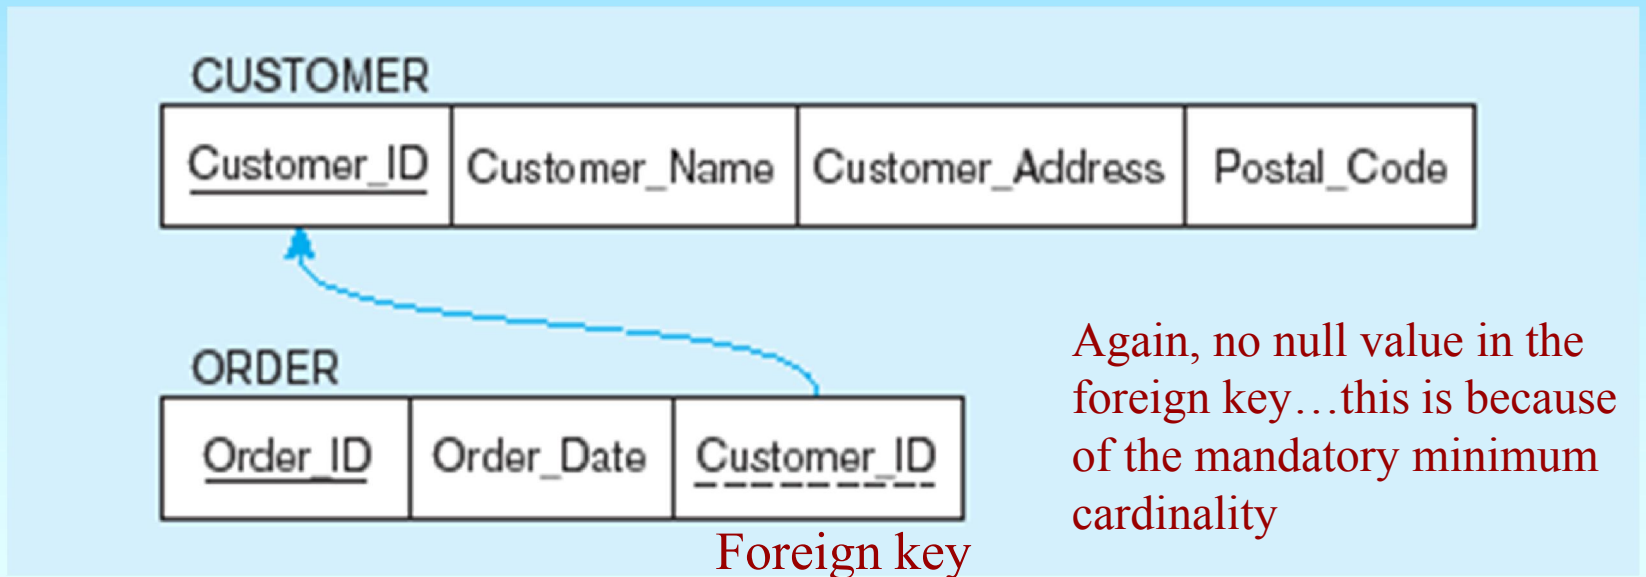 CUSTOMER
Customer_ID Customer_Name Customer_Address Postal_Code
ORDER
Order_ID Order_Date Customer_ID
Foreign key
Again, no null value in the
foreign key…this is because
of the mandatory minimum
cardinality